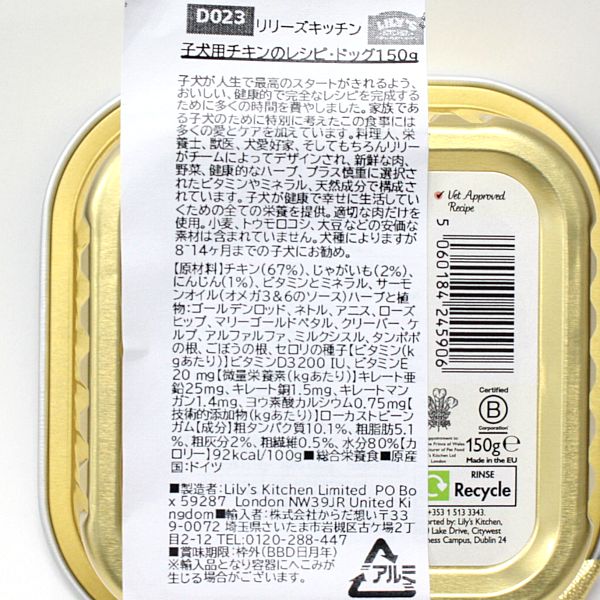 D023 リリーズキッチン
LILY'S
KITCHEN
子犬用チキンのレシピ・ドッグ150g
子犬が人生で最高のスタートがきれるよう、
おいしい、健康的で完全なレシピを完成する
ために多くの時間を費やしました。家族であ
る子犬のために特別に考えたこの食事には
多くの愛とケアを加えています。料理人、栄
養士、獣医、犬愛好家、そしてもちろんリリー
がチームによってデザインされ、新鮮な肉、
野菜、健康的なハーブ、プラス慎重に選択さ
れたビタミンやミネラル、天然成分で構成さ
れています。子犬が健康で幸せに生活してい
くための全ての栄養を提供。適切な肉だけを
使用。小麦、トウモロコシ、大豆などの安価な
素材は含まれていません。犬種によりますが
8~14ヶ月までの子犬にお勧め。
【原材料】チキン(67%)、じゃがいも(2%)、
にんじん(1%)、ビタミンとミネラル、サーモ
ンオイル(オメガ3&6のソース)ハーブと植
物:ゴールデンロッド、ネトル、アニス、ローズ
ヒップ、マリーゴールドペタル、クリーバー、ケ
ルプ、アルファルファ、ミルクシスル、タンポポ
の根、ごぼうの根、セロリの種子【ビタミン(k
gあたり)】ビタミンD3200 IU、ビタミンE
20 mg【微量栄養素(kgあたり)】キレート亜
鉛25mg、キレート銅1.5mg、キレートマン
ガン1.4mg、ヨウ素酸カルシウム0.75mg【
技術的添加物(kgあたり)】ローカストビーン
ガム【成分】粗タンパク質10.1%、粗脂肪5.1
%、粗灰分2%、粗繊維0.5%、水分80%【カ
ロリー】92kcal/100g■総合栄養食■原産
国:ドイツ
■製造者:Lily's Kitchen Limited PO Bo
x 59287 London NW39JR United Ki
ngdom■輸入者:株式会社からだ想い〒33
9-0072 埼玉県さいたま市岩槻区古ケ場2丁
目2-12 TEL:0120-288-447
■賞味期限:枠外(BBD日月年)
※輸入品となり容器にへこみが
生じる場合がございます。
アルミ
Vet Approved
Recipe
5 060184 245906
Certified
B
Corporation
150g e
Made in the EU
RINSE
Recycle
+353 1 513 3343.
Lily's Kitchen,
Lake Drive, Citywest
Campus, Dublin 24